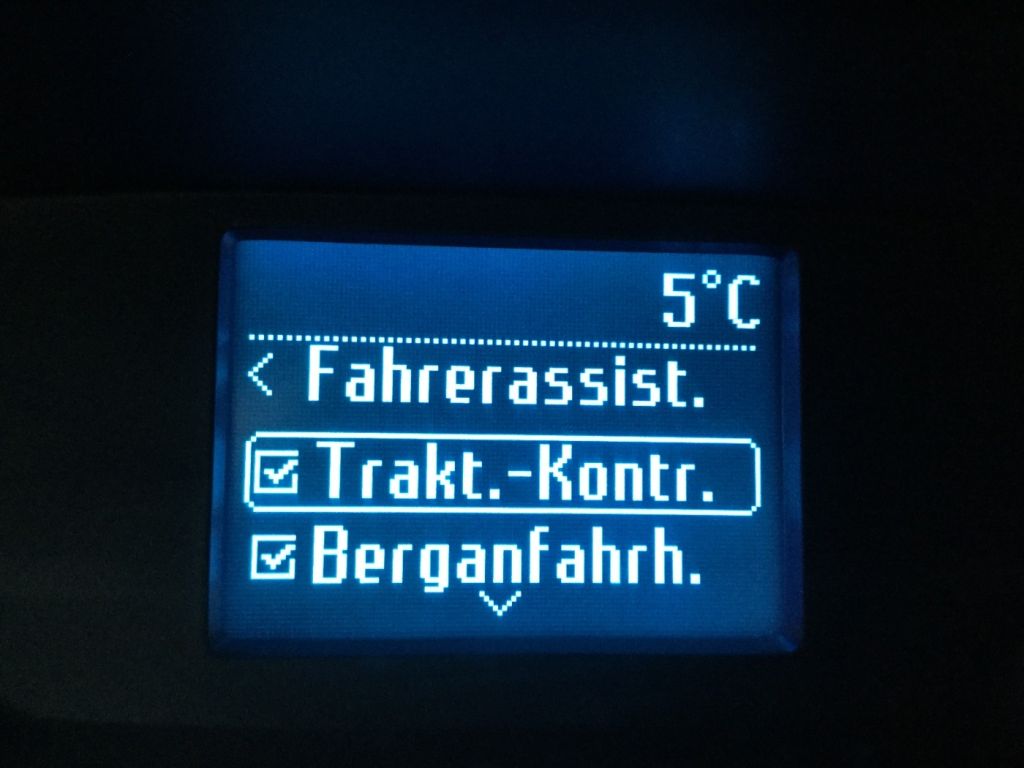 5°C
< Fahrerassist.
Trakt.-Kontr.
Berganfahrh.